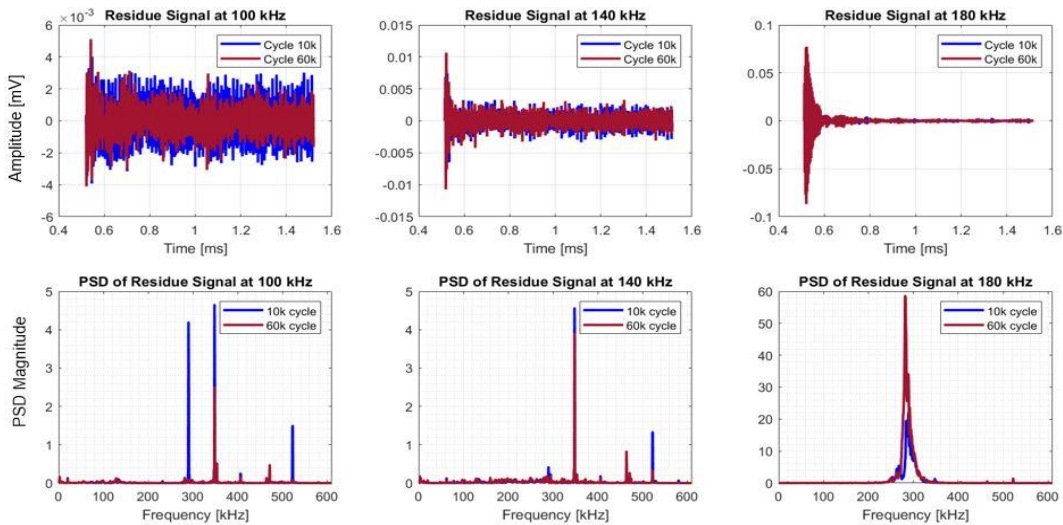 Residue Signal at 100 kHz
6 ×10⁻³
4
2
0
-2
-4
-6
Amplitude [mV]
Cycle 10k
Cycle 60k
0.4 0.6 0.8 1 1.2 1.4 1.6
Time [ms]
Residue Signal at 140 kHz
0.015
0.01
0.005
0
-0.005
-0.01
-0.015
Cycle 10k
Cycle 60k
0.4 0.6 0.8 1 1.2 1.4 1.6
Time [ms]
Residue Signal at 180 kHz
0.1
0.05
0
-0.05
-0.1
Cycle 10k
Cycle 60k
0.4 0.6 0.8 1 1.2 1.4 1.6
Time [ms]
PSD of Residue Signal at 100 kHz
5
4
3
2
1
0
PSD Magnitude
10k cycle
60k cycle
0 100 200 300 400 500 600
Frequency [kHz]
PSD of Residue Signal at 140 kHz
5
4
3
2
1
0
10k cycle
60k cycle
0 100 200 300 400 500 600
Frequency [kHz]
PSD of Residue Signal at 180 kHz
60
50
40
30
20
10
0
10k cycle
60k cycle
0 100 200 300 400 500 600
Frequency [kHz]